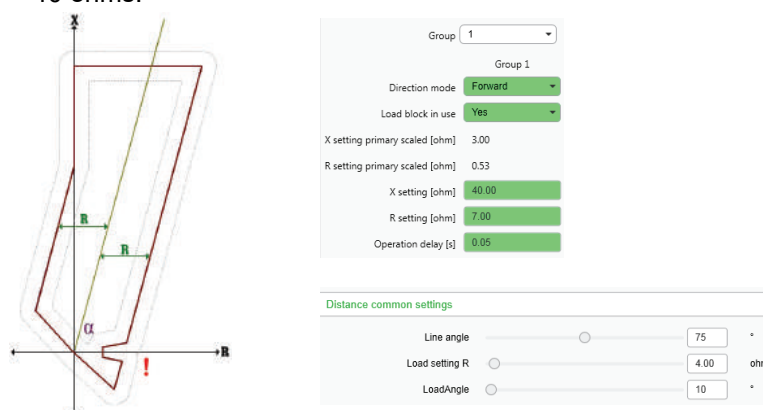 X
R
R
α
R
!
Group 1
Group 1
Direction mode Forward
Load block in use Yes
X setting primary scaled [ohm] 3.00
R setting primary scaled [ohm] 0.53
X setting [ohm] 40.00
R setting [ohm] 7.00
Operation delay [s] 0.05
Distance common settings
Line angle 75 °
Load setting R 4.00 ohm
LoadAngle 10 °